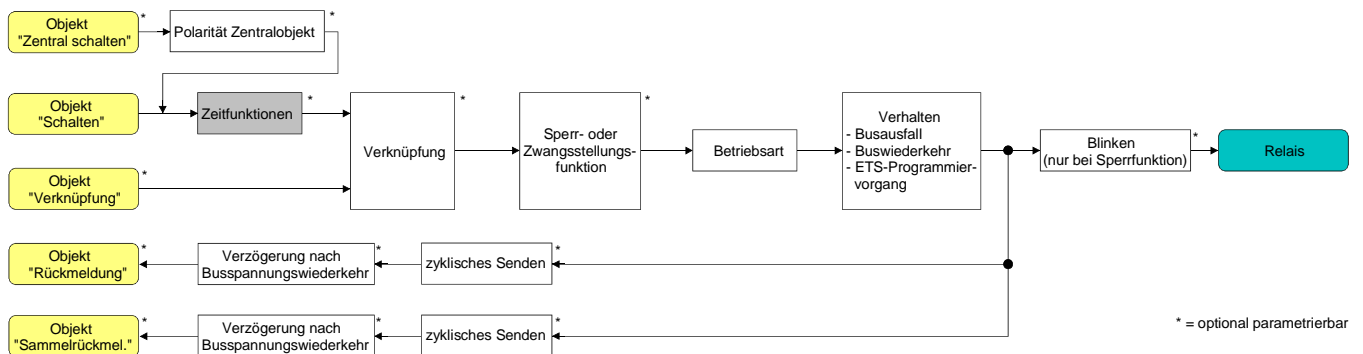 Objekt
"Zentral schalten"
*
Polarität Zentralobjekt
*
Objekt
"Schalten"
Zeitfunktionen
*
Verknüpfung
*
Sperr- oder
Zwangsstellungs-
funktion
*
Betriebsart
Verhalten
- Busausfall
- Buswiederkehr
- ETS-Programmier-
vorgang
Blinken
(nur bei Sperrfunktion)
*
Relais
Objekt
"Verknüpfung"
*
Objekt
"Rückmeldung"
*
Verzögerung nach
Busspannungswiederkehr
*
zyklisches Senden
*
Objekt
"Sammelrückmel."
*
Verzögerung nach
Busspannungswiederkehr
*
zyklisches Senden
*
* = optional parametrierbar